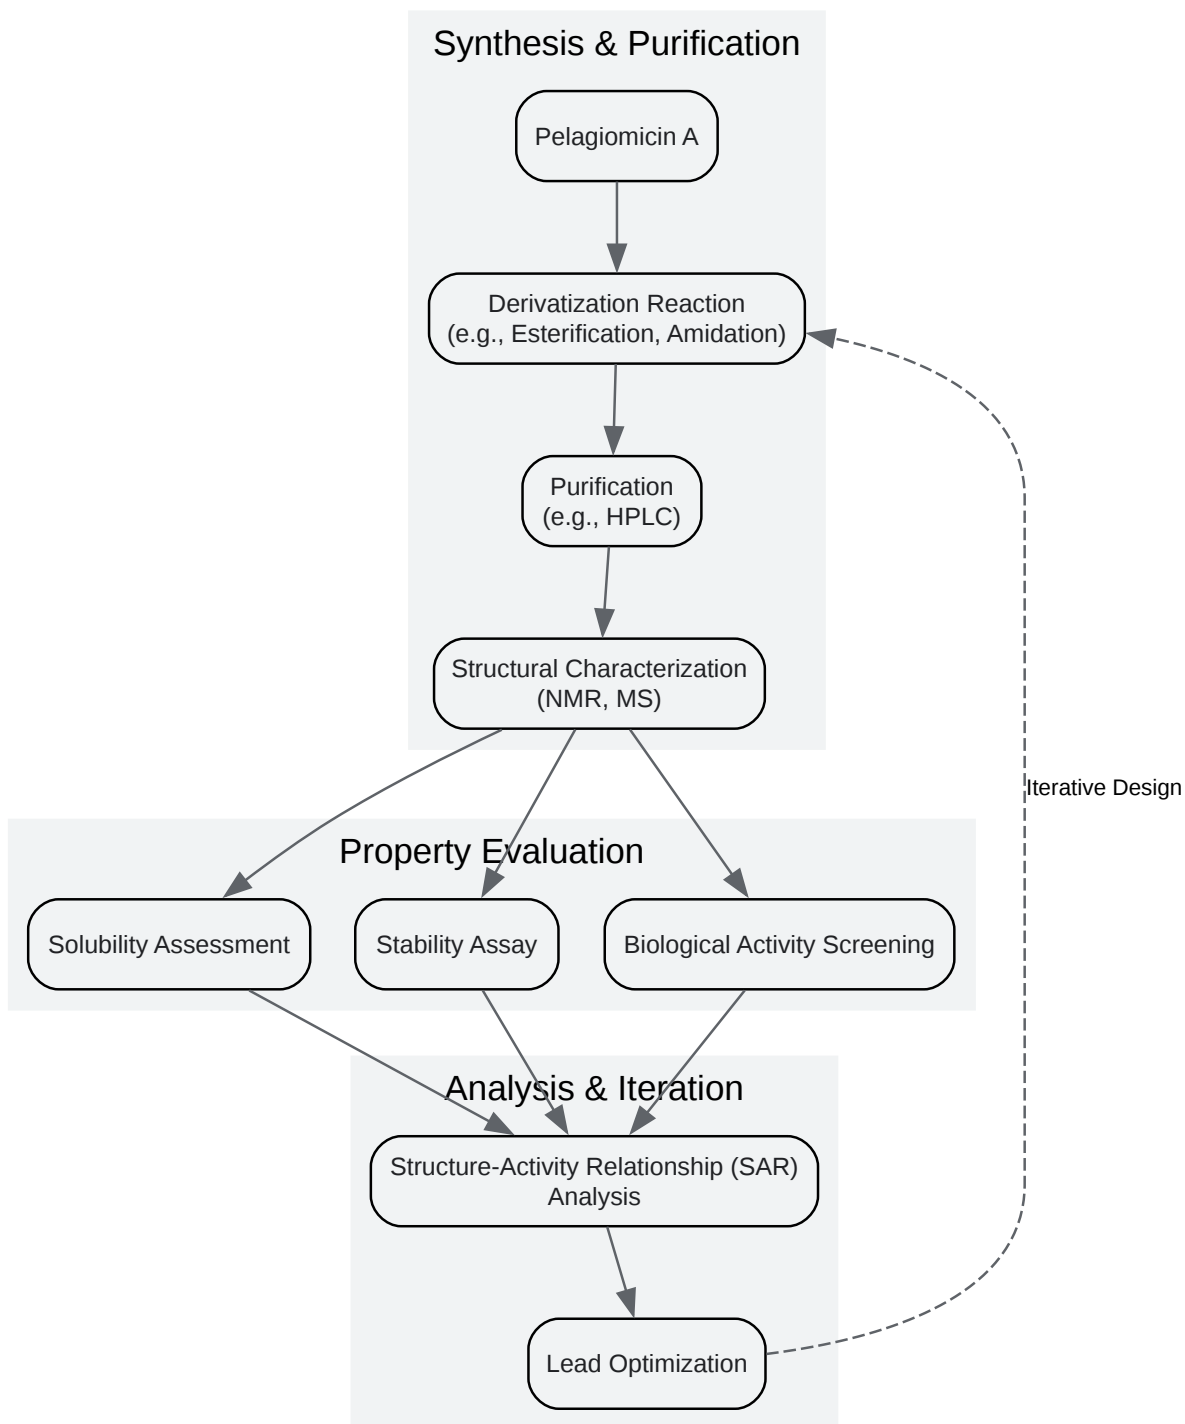 Synthesis & Purification
Pelagiomicin A
Derivatization Reaction
(e.g., Esterification, Amidation)
Purification
(e.g., HPLC)
Structural Characterization
(NMR, MS)
Iterative Design
Property Evaluation
Solubility Assessment
Stability Assay
Biological Activity Screening
Analysis & Iteration
Structure-Activity Relationship (SAR)
Analysis
Lead Optimization